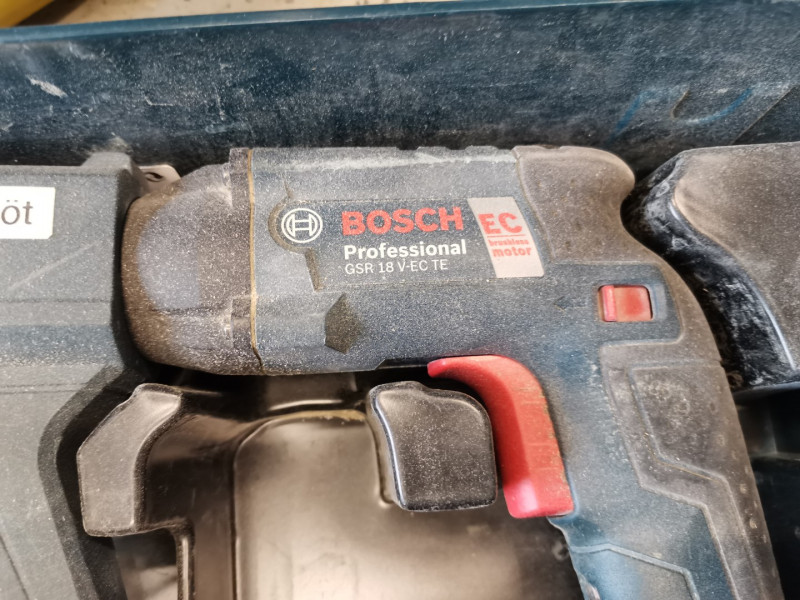 öt
BOSCH
Professional
GSR 18 V-EC TE
EC
brushless
motor